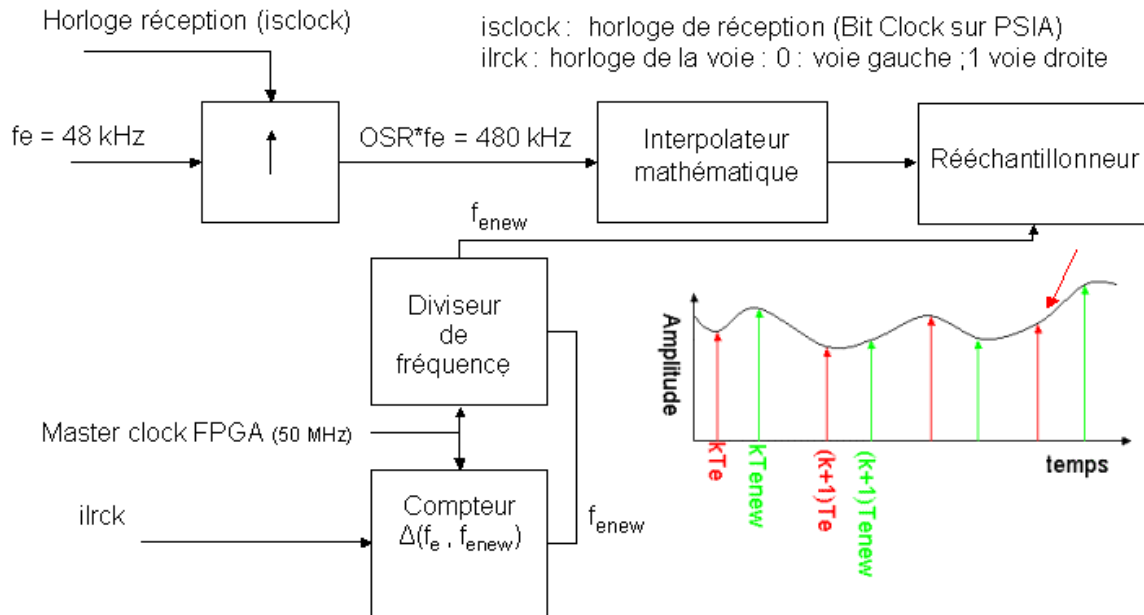 Horloge réception (isclock)
isclock : horloge de réception (Bit Clock sur PSIA)
ilrck : horloge de la voie : 0 : voie gauche ;1 voie droite
fe = 48 kHz
OSR*fe = 480 kHz
Interpolateur
mathématique
Rééchantillonneur
fenew
Diviseur
de
fréquence
Master clock FPGA (50 MHz)
ilrck
Compteur
Δ(fe , fenew)
fenew
Amplitude
temps
kTe
kTenew
(k+1)Te
(k+1)Tenew